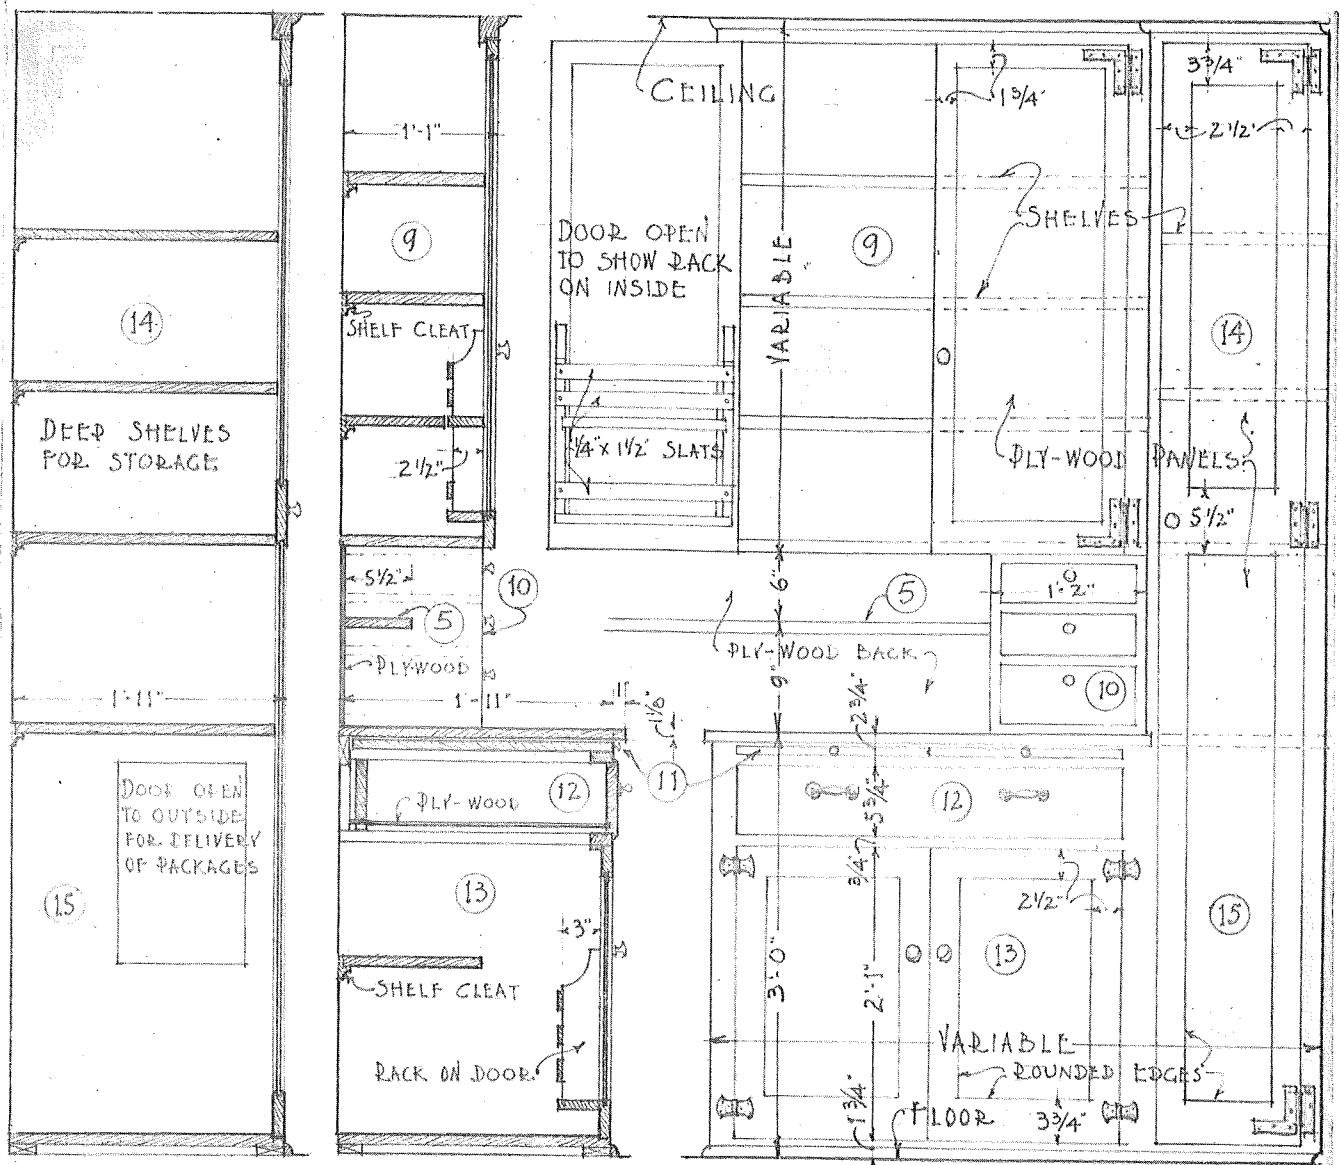 CEILING
1'-1"
1 3/4"
3 3/4"
2 1/2"
SHELVES
9
9
DOOR OPEN
TO SHOW RACK
ON INSIDE
VARIABLE
14
14
SHELF CLEAT
DEEP SHELVES
FOR STORAGE
2 1/2"
1/4" X 1 1/2" SLATS
PLY-WOOD PANELS
5 1/2"
5 1/2"
10
5
6"
5
1'-2"
PLYWOOD
PLY-WOOD BACK
1'-11"
1'-11"
1"
1 1/8"
9"
2 3/4"
10
11
DOOR OPEN
TO OUTSIDE
FOR DELIVERY
OF PACKAGES
PLY-WOOD
12
5 3/4"
12
3/4"
15
13
3"
2 1/2"
13
15
3'-0"
2'-1"
SHELF CLEAT
VARIABLE
RACK ON DOOR
ROUNDED EDGES
1 3/4"
FLOOR
3 3/4"